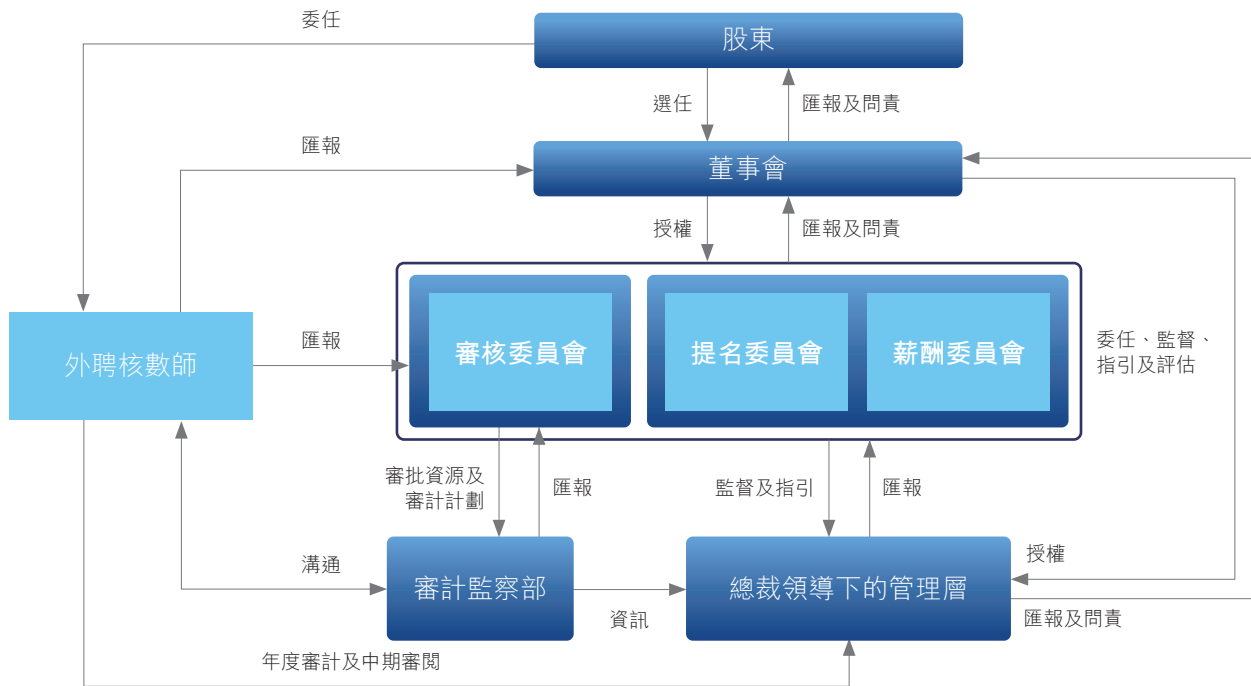 委任
股東
選任
匯報及問責
匯報
董事會
授權
匯報及問責
外聘核數師
匯報
審核委員會
提名委員會
薪酬委員會
委任、監督、
指引及評估
審批資源及
審計計劃
匯報
監督及指引
匯報
溝通
審計監察部
資訊
總裁領導下的管理層
授權
匯報及問責
年度審計及中期審閱